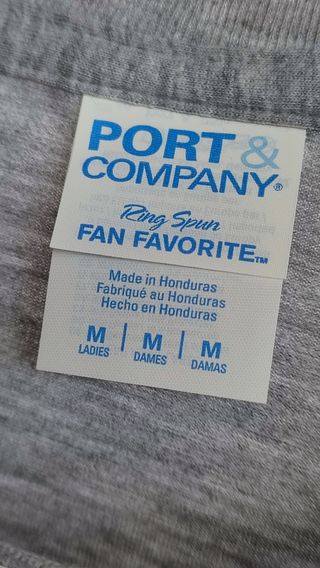 PORT &
COMPANY®
Ring Spun
FAN FAVORITE™
Made in Honduras
Fabriqué au Honduras
Hecho en Honduras
M | M | M
LADIES DAMES DAMAS